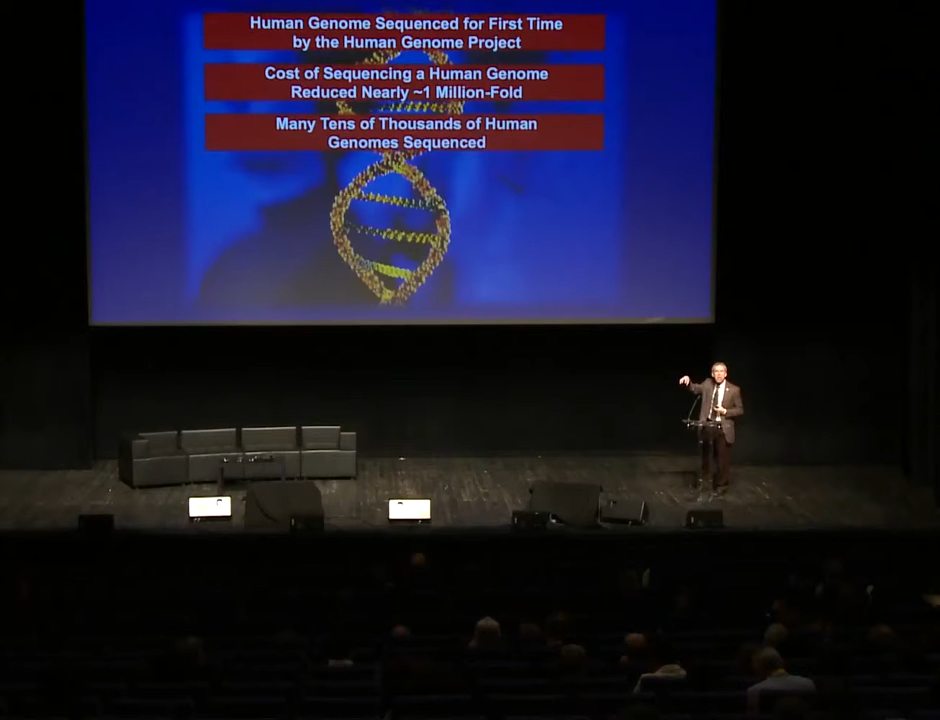 Human Genome Sequenced for First Time
by the Human Genome Project
Cost of Sequencing a Human Genome
Reduced Nearly ~1 Million-Fold
Many Tens of Thousands of Human
Genomes Sequenced